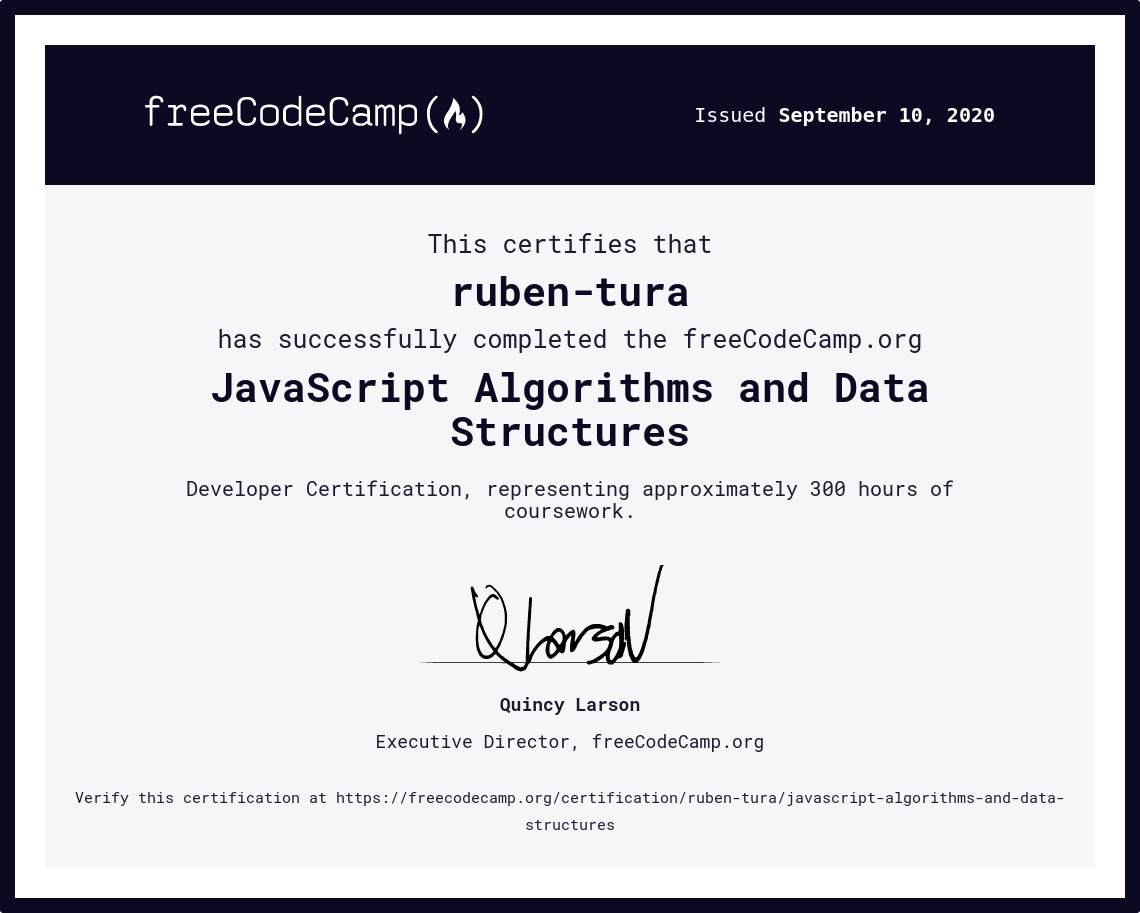 freeCodeCamp(🔥)
Issued September 10, 2020
This certifies that
ruben-tura
has successfully completed the freeCodeCamp.org
JavaScript Algorithms and Data
Structures
Developer Certification, representing approximately 300 hours of
coursework.
Quincy Larson
Executive Director, freeCodeCamp.org
Verify this certification at https://freecodecamp.org/certification/ruben-tura/javascript-algorithms-and-data-
structures